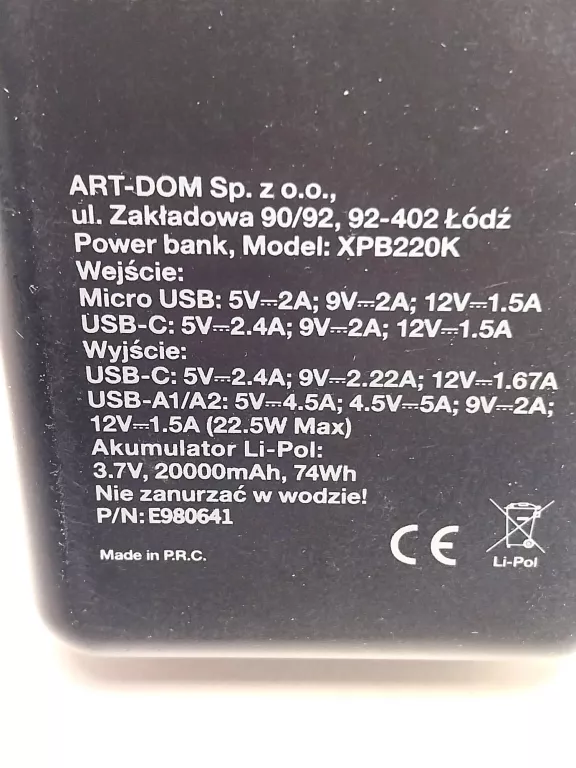 ART-DOM Sp. z o.o.,
ul. Zakładowa 90/92, 92-402 Łódź
Power bank, Model: XPB220K
Wejście:
Micro USB: 5V⎓2A; 9V⎓2A; 12V⎓1.5A
USB-C: 5V⎓2.4A; 9V⎓2A; 12V⎓1.5A
Wyjście:
USB-C: 5V⎓2.4A; 9V⎓2.22A; 12V⎓1.67A
USB-A1/A2: 5V⎓4.5A; 4.5V⎓5A; 9V⎓2A;
12V⎓1.5A (22.5W Max)
Akumulator Li-Pol:
3.7V, 20000mAh, 74Wh
Nie zanurzać w wodzie!
P/N: E980641
Made in P.R.C.
CE
Li-Pol